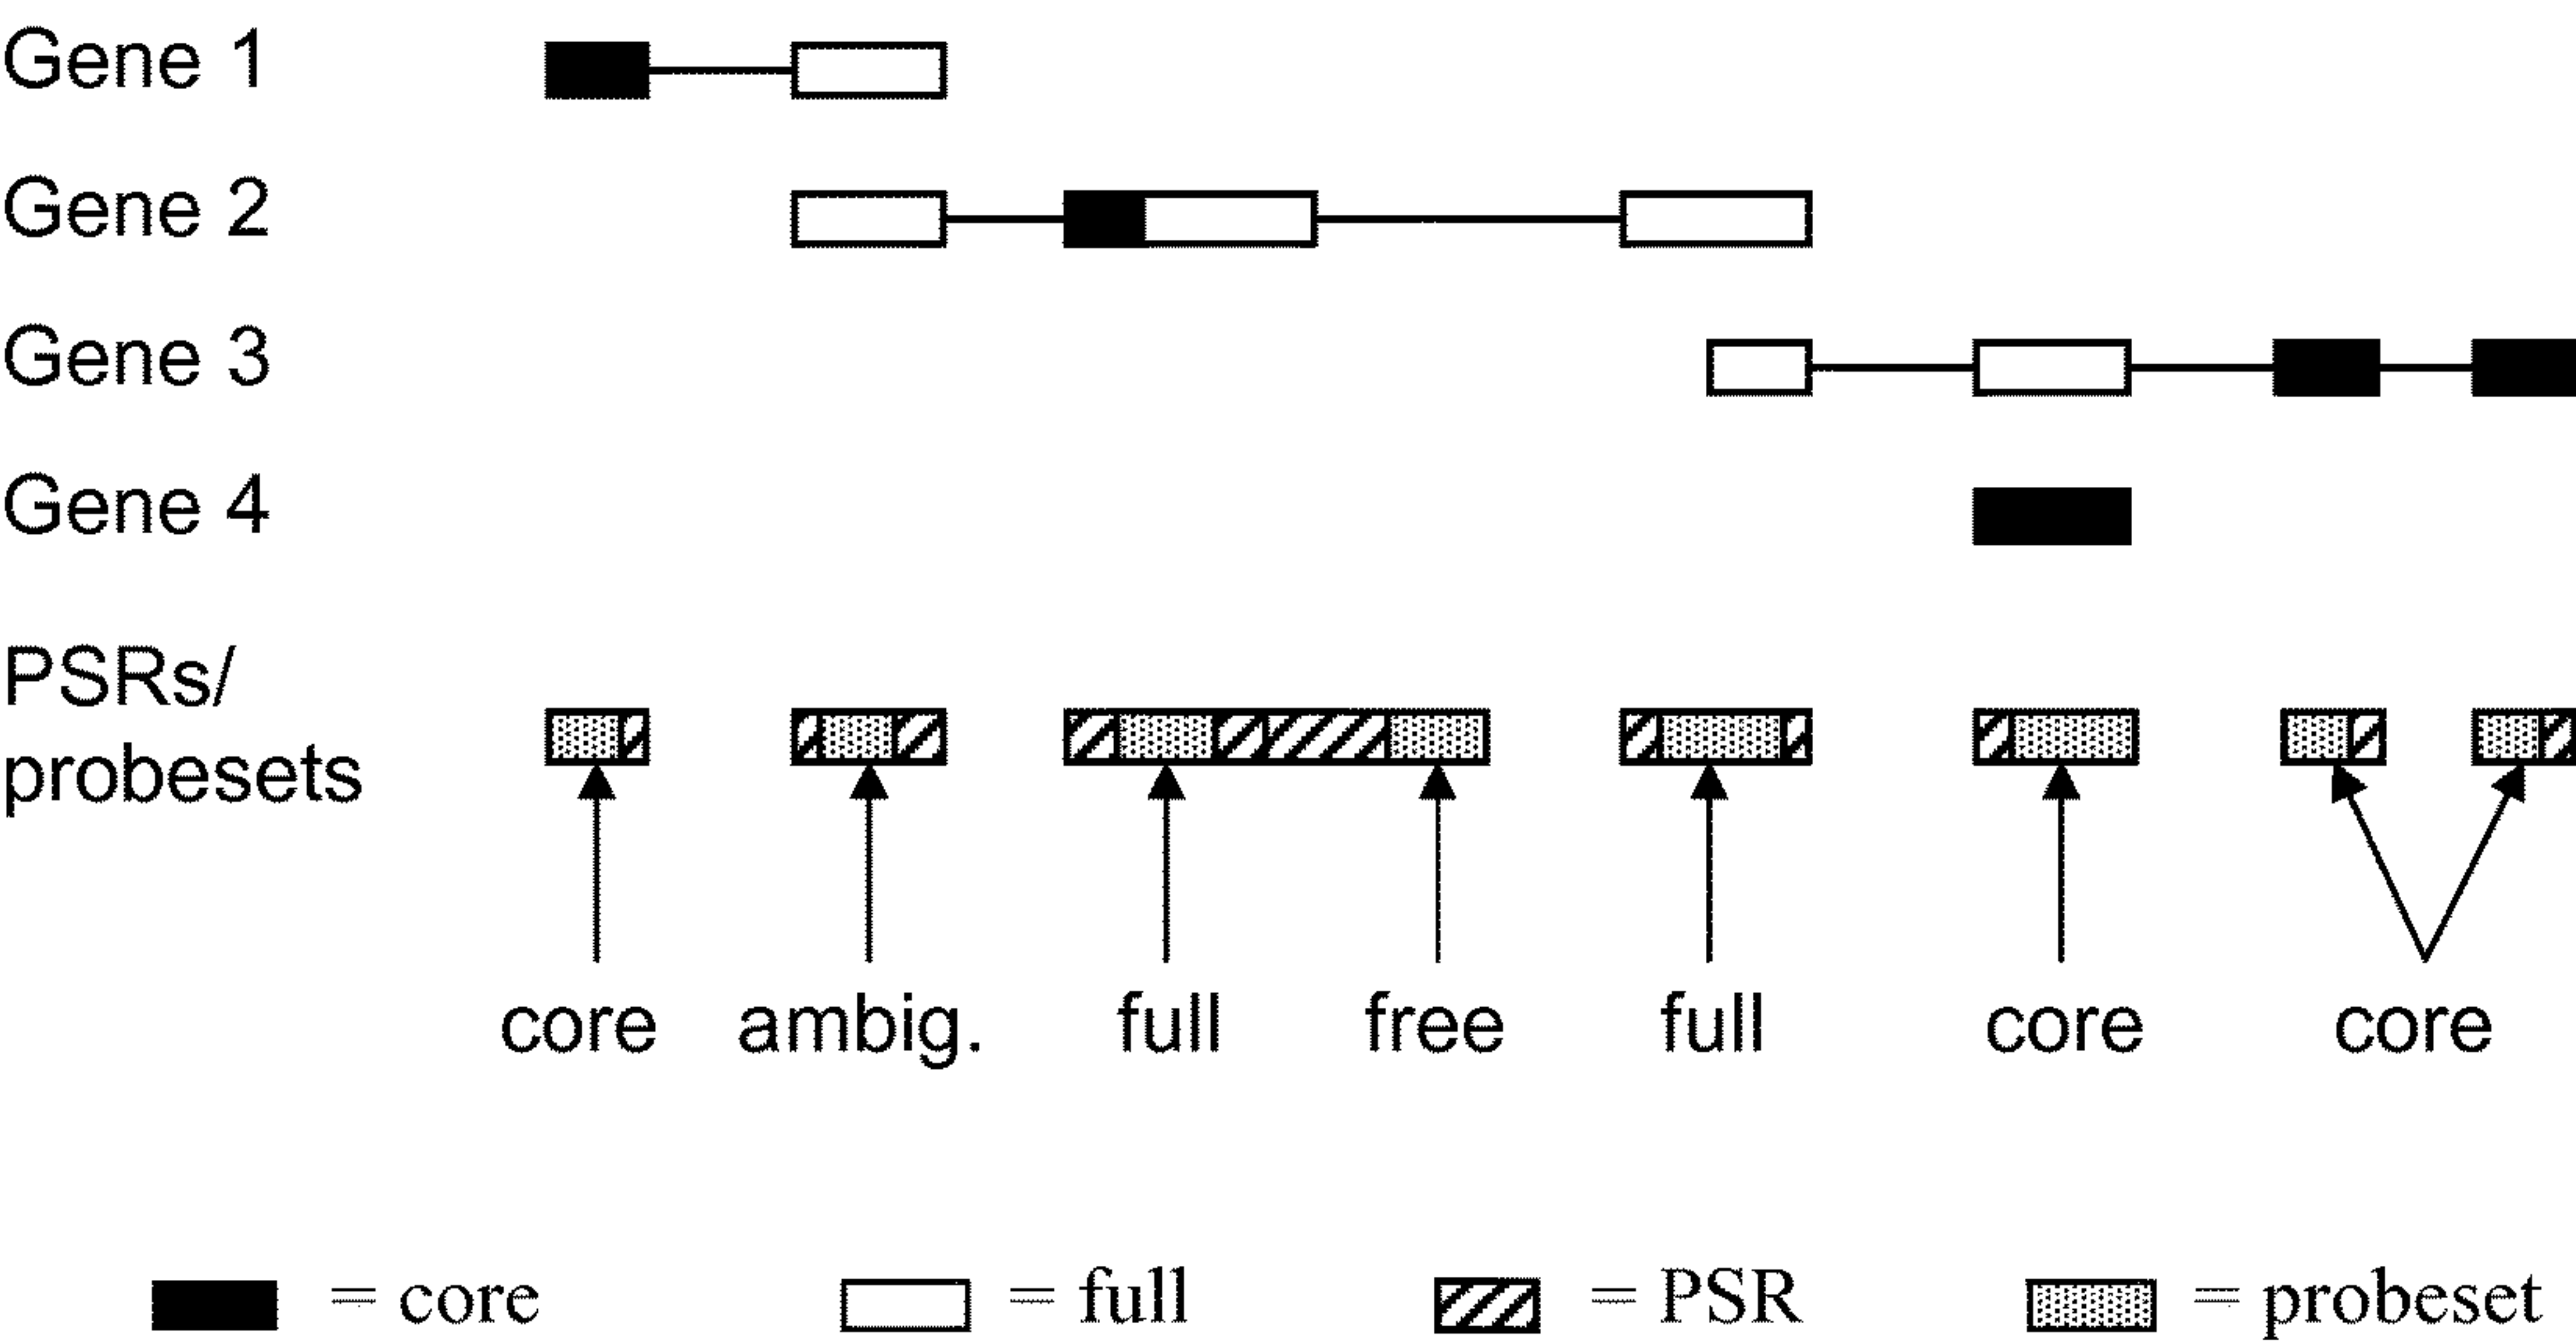 Gene 1
Gene 2
Gene 3
Gene 4
PSRs/
probesets
core ambig. full free full core core
= core = full = PSR = probeset